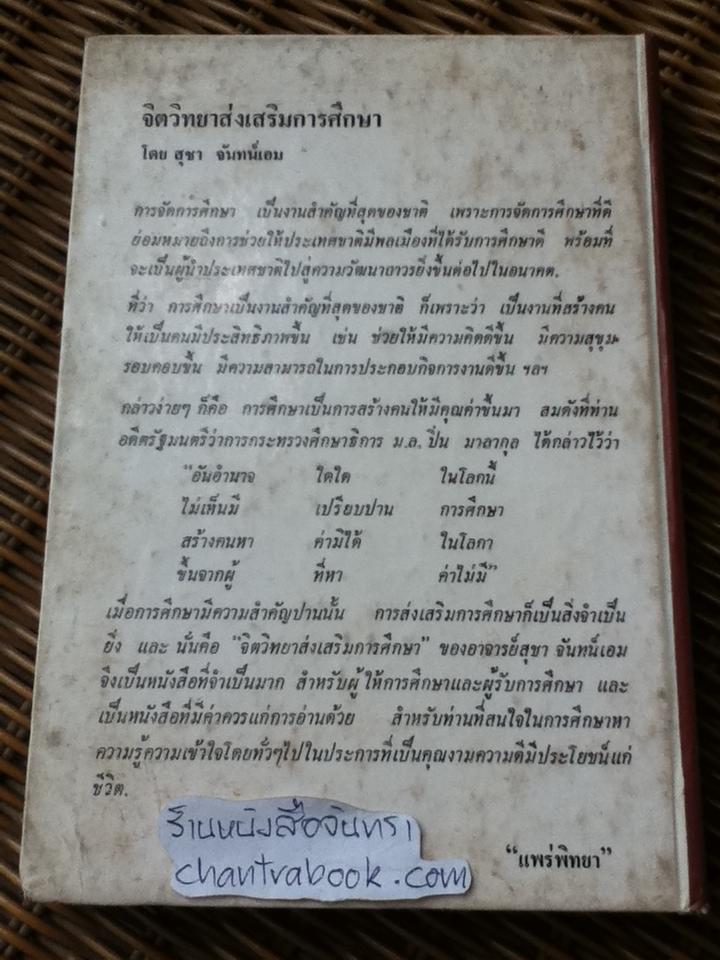 จิตวิทยาส่งเสริมการศึกษา
โดย สุชา จันทน์เอม
การจัดการศึกษา เป็นงานสำคัญที่สุดของชาติ เพราะการจัดการศึกษาที่ดี
ย่อมหมายถึงการช่วยให้ประเทศชาติมีพลเมืองที่ได้รับการศึกษาดี พร้อมที่
จะเป็นผู้นำประเทศชาติไปสู่ความวัฒนาถาวรยิ่งขึ้นต่อไปในอนาคต.
ที่ว่า การศึกษาเป็นงานสำคัญที่สุดของชาติ ก็เพราะว่า เป็นงานที่สร้างคน
ให้เป็นคนมีประสิทธิภาพขึ้น เช่น ช่วยให้มีความคิดดีขึ้น มีความสุขุม
รอบคอบขึ้น มีความสามารถในการประกอบกิจการงานดีขึ้น ฯลฯ
กล่าวง่ายๆ ก็คือ การศึกษาเป็นการสร้างคนให้มีคุณค่าขึ้นมา สมดังที่ท่าน
อดีตรัฐมนตรีว่าการกระทรวงศึกษาธิการ ม.ล. ปิ่น มาลากุล ได้กล่าวไว้ว่า
"อันอำนาจ ใดใด ในโลกนี้
ไม่เห็นมี เปรียบปาน การศึกษา
สร้างคนหา ค่ามิได้ ในโลกา
ขึ้นจากผู้ ที่หา ค่าไม่มี"
เมื่อการศึกษามีความสำคัญปานนั้น การส่งเสริมการศึกษาก็เป็นสิ่งจำเป็น
ยิ่ง และ นั่นคือ "จิตวิทยาส่งเสริมการศึกษา" ของอาจารย์สุชา จันทน์เอม
จึงเป็นหนังสือที่จำเป็นมาก สำหรับผู้ให้การศึกษาและผู้รับการศึกษา และ
เป็นหนังสือที่มีค่าควรแก่การอ่านด้วย สำหรับท่านที่สนใจในการศึกษาหา
ความรู้ความเข้าใจโดยทั่วๆไปในประการที่เป็นคุณงามความดีมีประโยชน์แก่
ชีวิต.
"แพร่พิทยา"
ร้านหนังสือจันทรา
chantrabook.com